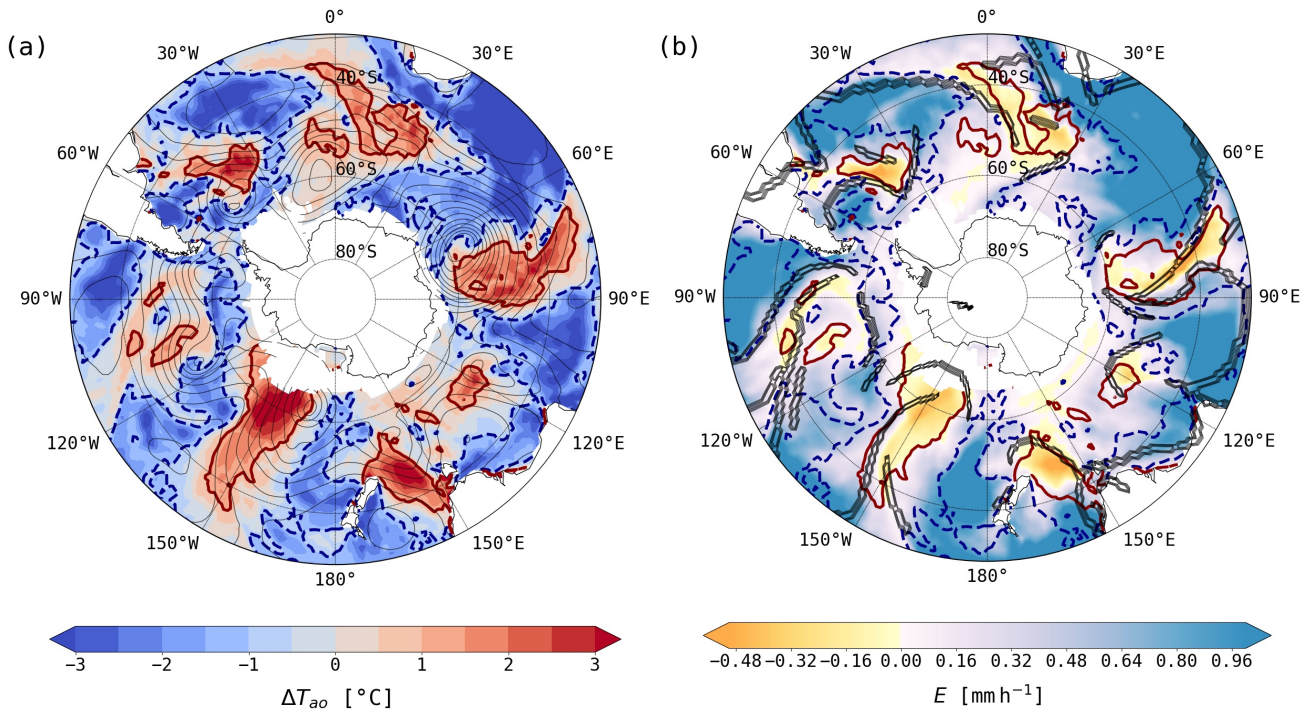 (a)
0°
30°W
30°E
40°S
60°W
60°E
60°S
80°S
90°W
90°E
120°W
120°E
150°W
150°E
180°
−3 −2 −1 0 1 2 3
ΔTao [°C]
(b)
0°
30°W
30°E
40°S
60°W
60°E
60°S
80°S
90°W
90°E
120°W
120°E
150°W
150°E
180°
−0.48 −0.32 −0.16 0.00 0.16 0.32 0.48 0.64 0.80 0.96
E [mm h⁻¹]